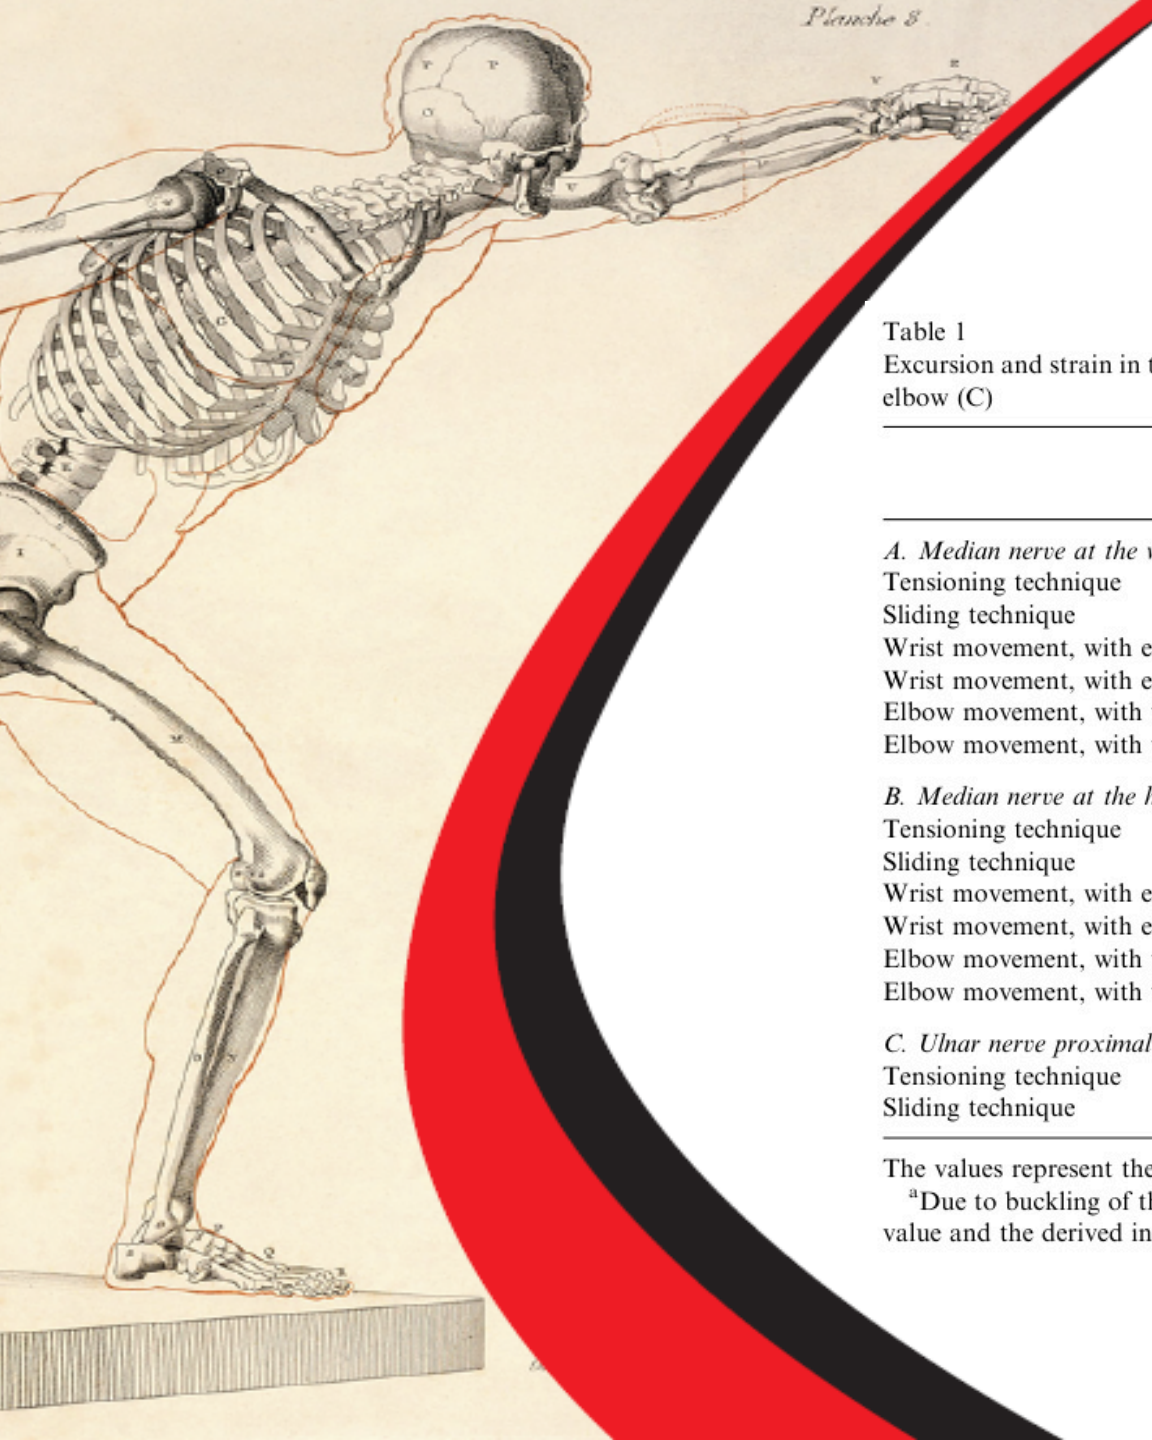 Planche 8.
Table 1
Excursion and strain in t
elbow (C)
A. Median nerve at the w
Tensioning technique
Sliding technique
Wrist movement, with e
Wrist movement, with e
Elbow movement, with
Elbow movement, with
B. Median nerve at the h
Tensioning technique
Sliding technique
Wrist movement, with e
Wrist movement, with e
Elbow movement, with
Elbow movement, with
C. Ulnar nerve proximal
Tensioning technique
Sliding technique
The values represent the
aDue to buckling of th
value and the derived in